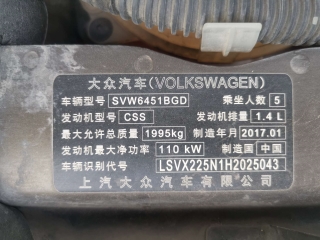 大众汽车(VOLKSWAGEN)
车辆型号 SVW6451BGD 乘坐人数 5
发动机型号 CSS 发动机排量 1.4 L
最大允许总质量 1995kg 制造年月 2017.01
发动机最大净功率 110 kW 制造国 中国
车辆识别代号 LSVX225N1H2025043
上汽大众汽车有限公司